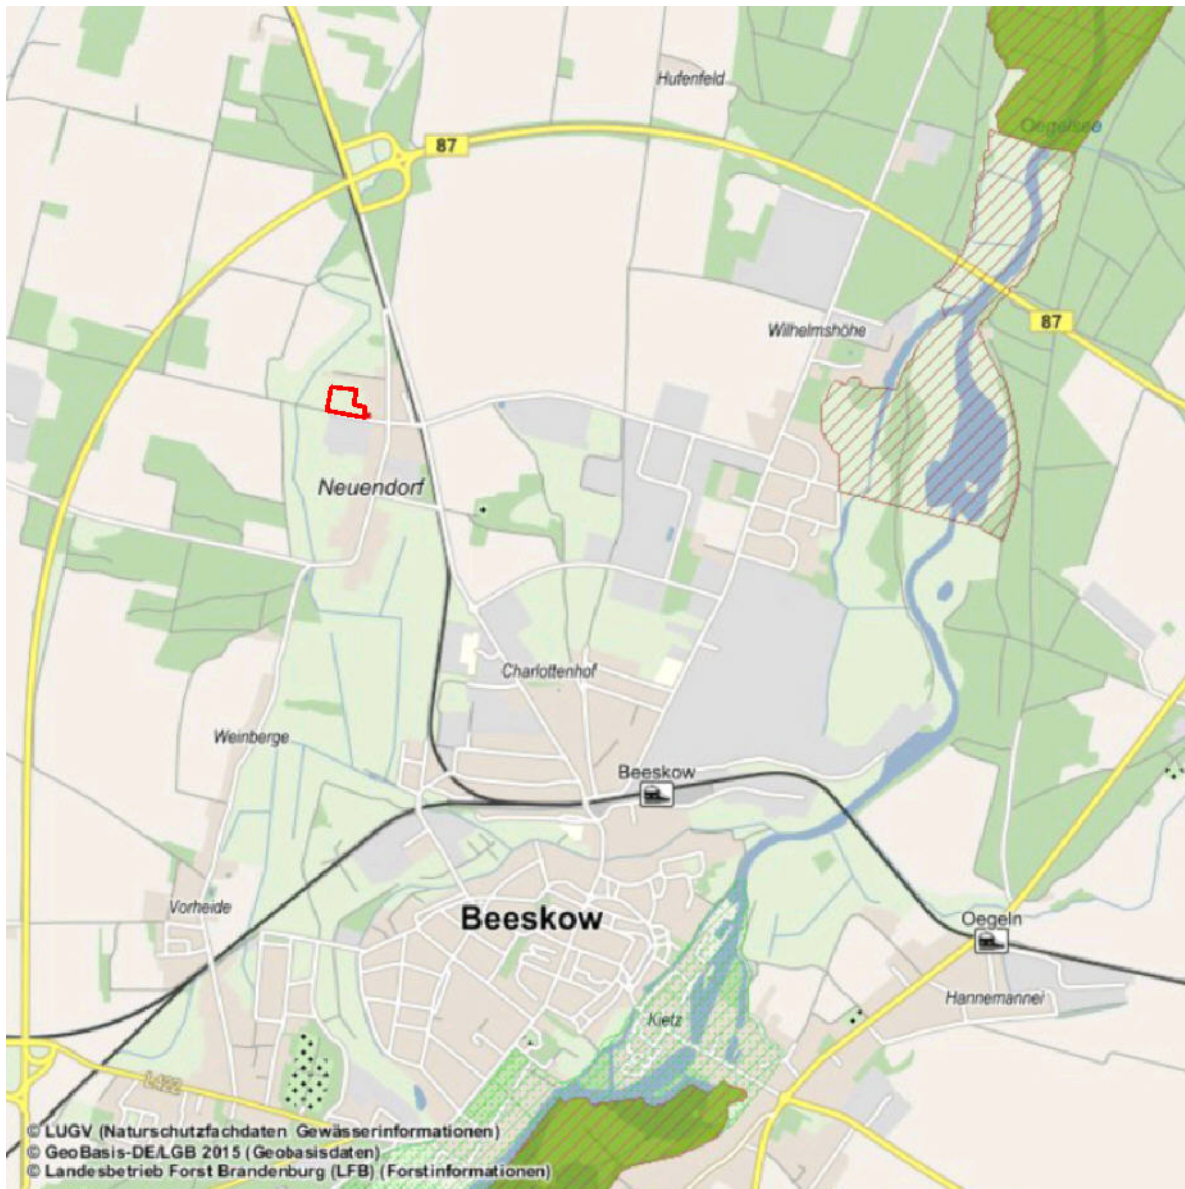 Hufenfeld
Oegelsee
87
87
Wilhelmshöhe
Neuendorf
Charlottenhof
Weinberge
Beeskow
Vorheide
Beeskow
Oegeln
Hannemannei
Kietz
L422
© LUGV (Naturschutzfachdaten Gewässerinformationen)
© GeoBasis-DE/LGB 2015 (Geobasisdaten)
© Landesbetrieb Forst Brandenburg (LFB) (Forstinformationen)